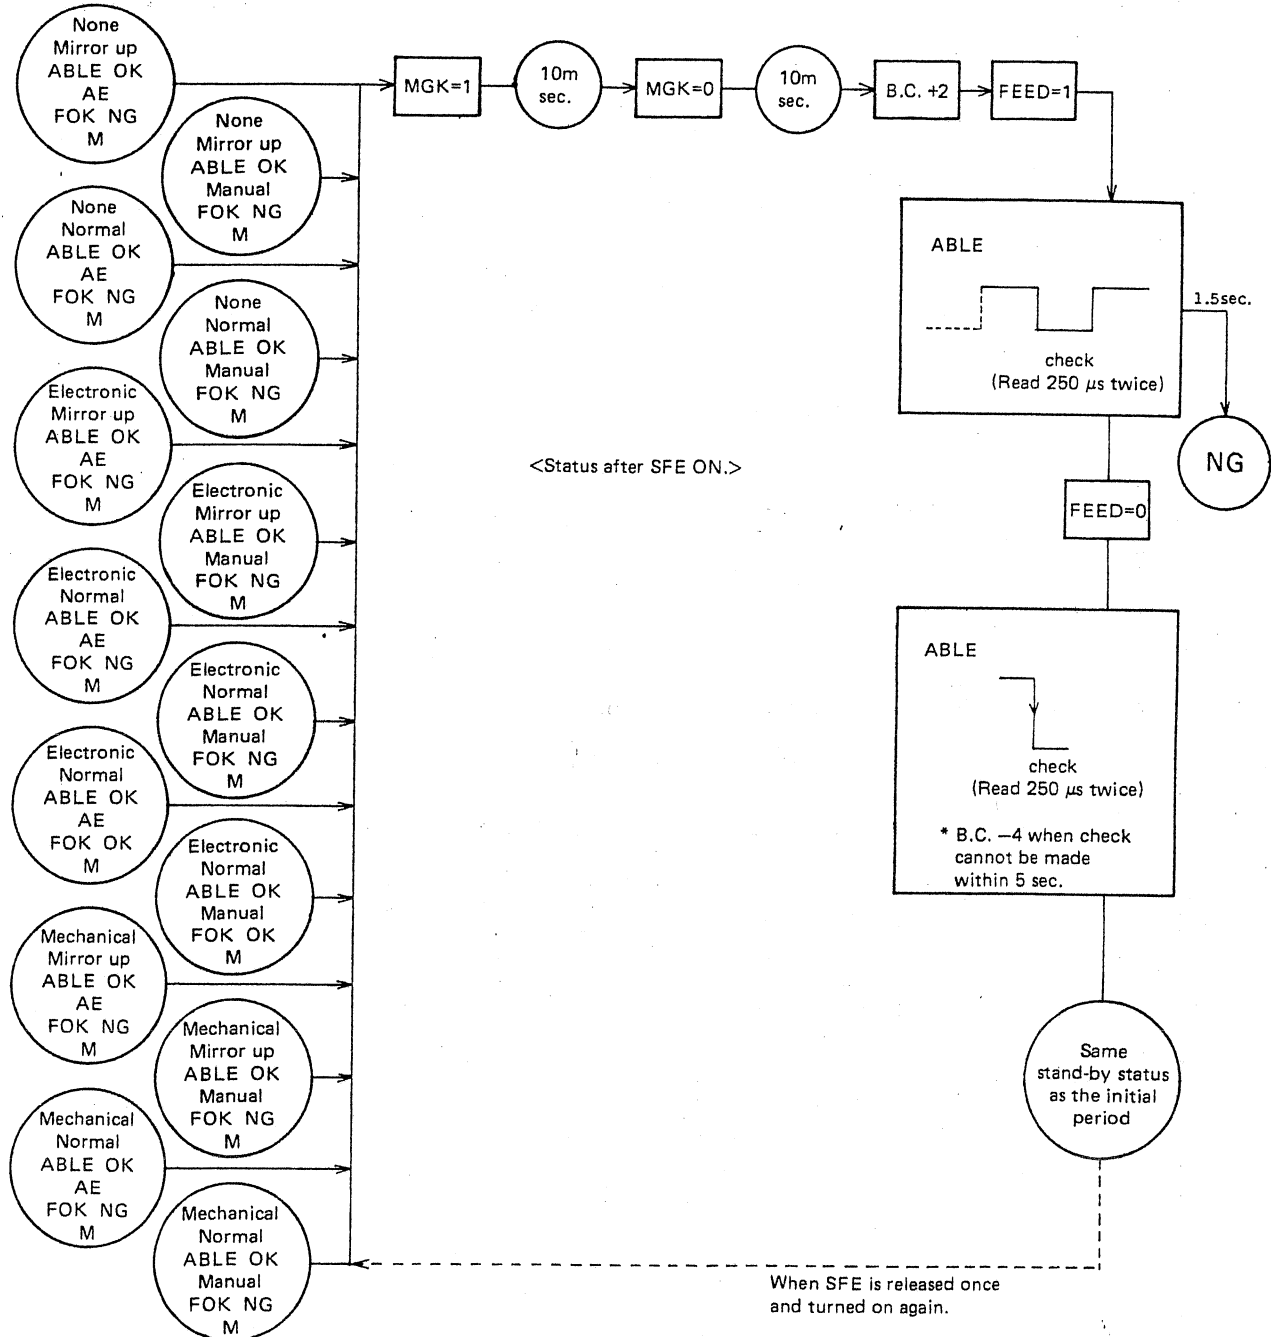 None
Mirror up
ABLE OK
AE
FOK NG
M
None
Mirror up
ABLE OK
Manual
FOK NG
M
None
Normal
ABLE OK
AE
FOK NG
M
None
Normal
ABLE OK
Manual
FOK NG
M
Electronic
Mirror up
ABLE OK
AE
FOK NG
M
Electronic
Mirror up
ABLE OK
Manual
FOK NG
M
Electronic
Normal
ABLE OK
AE
FOK NG
M
Electronic
Normal
ABLE OK
Manual
FOK NG
M
Electronic
Normal
ABLE OK
AE
FOK OK
M
Electronic
Normal
ABLE OK
Manual
FOK OK
M
Mechanical
Mirror up
ABLE OK
AE
FOK NG
M
Mechanical
Mirror up
ABLE OK
Manual
FOK NG
M
Mechanical
Normal
ABLE OK
AE
FOK NG
M
Mechanical
Normal
ABLE OK
Manual
FOK NG
M
MGK=1
10m
sec.
MGK=0
10m
sec.
B.C. +2
FEED=1
ABLE
check
(Read 250 μs twice)
1.5sec.
NG
<Status after SFE ON.>
FEED=0
ABLE
check
(Read 250 μs twice)
* B.C. −4 when check
cannot be made
within 5 sec.
Same
stand-by status
as the initial
period
When SFE is released once
and turned on again.